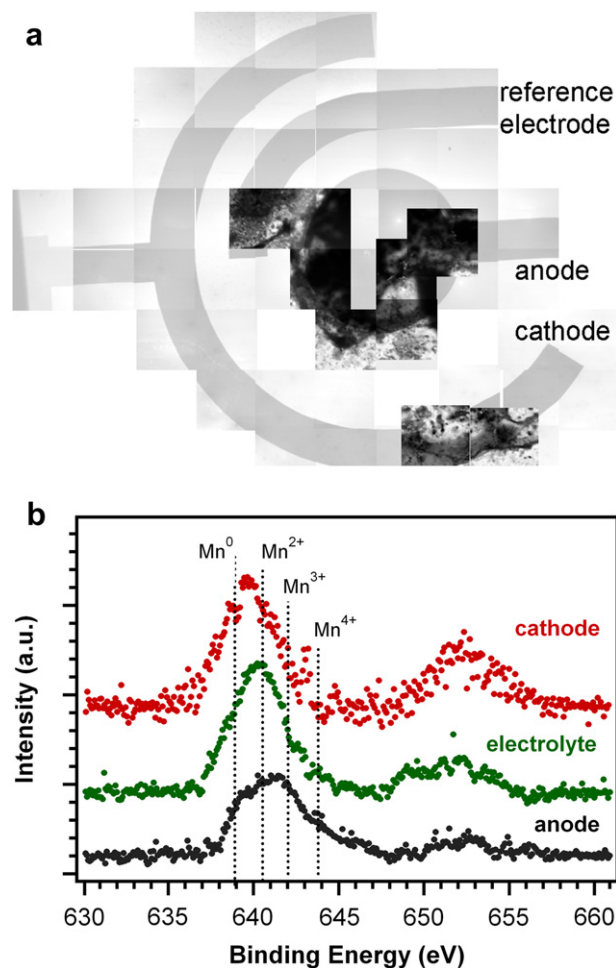 a
reference
electrode
anode
cathode
b
Mn⁰
Mn²⁺
Mn³⁺
Mn⁴⁺
cathode
electrolyte
anode
Intensity (a.u.)
630 635 640 645 650 655 660
Binding Energy (eV)